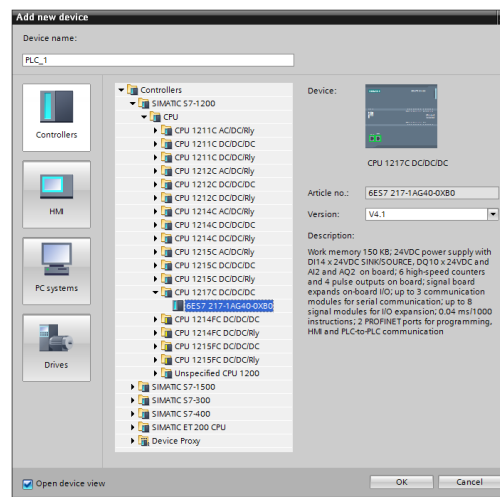 Add new device
Device name:
PLC_1
Controllers
HMI
PC systems
Drives
Controllers
SIMATIC S7-1200
CPU
CPU 1211C AC/DC/Rly
CPU 1211C DC/DC/DC
CPU 1211C DC/DC/Rly
CPU 1212C AC/DC/Rly
CPU 1212C DC/DC/DC
CPU 1212C DC/DC/Rly
CPU 1214C AC/DC/Rly
CPU 1214C DC/DC/DC
CPU 1214C DC/DC/Rly
CPU 1215C AC/DC/Rly
CPU 1215C DC/DC/DC
CPU 1215C DC/DC/Rly
CPU 1217C DC/DC/DC
6ES7 217-1AG40-0XB0
CPU 1214FC DC/DC/DC
CPU 1214FC DC/DC/Rly
CPU 1215FC DC/DC/DC
CPU 1215FC DC/DC/Rly
Unspecified CPU 1200
SIMATIC S7-1500
SIMATIC S7-300
SIMATIC S7-400
SIMATIC ET 200 CPU
Device Proxy
Device:
CPU 1217C DC/DC/DC
Article no.: 6ES7 217-1AG40-0XB0
Version: V4.1
Description:
Work memory 150 KB; 24VDC power supply with
DI14 x 24VDC SINK/SOURCE, DQ10 x 24VDC and
AI2 and AQ2 on board; 6 high-speed counters
and 4 pulse outputs on board; signal board
expands on-board I/O; up to 3 communication
modules for serial communication; up to 8
signal modules for I/O expansion; 0.04 ms/1000
instructions; 2 PROFINET ports for programming,
HMI and PLC-to-PLC communication
Open device view
OK
Cancel